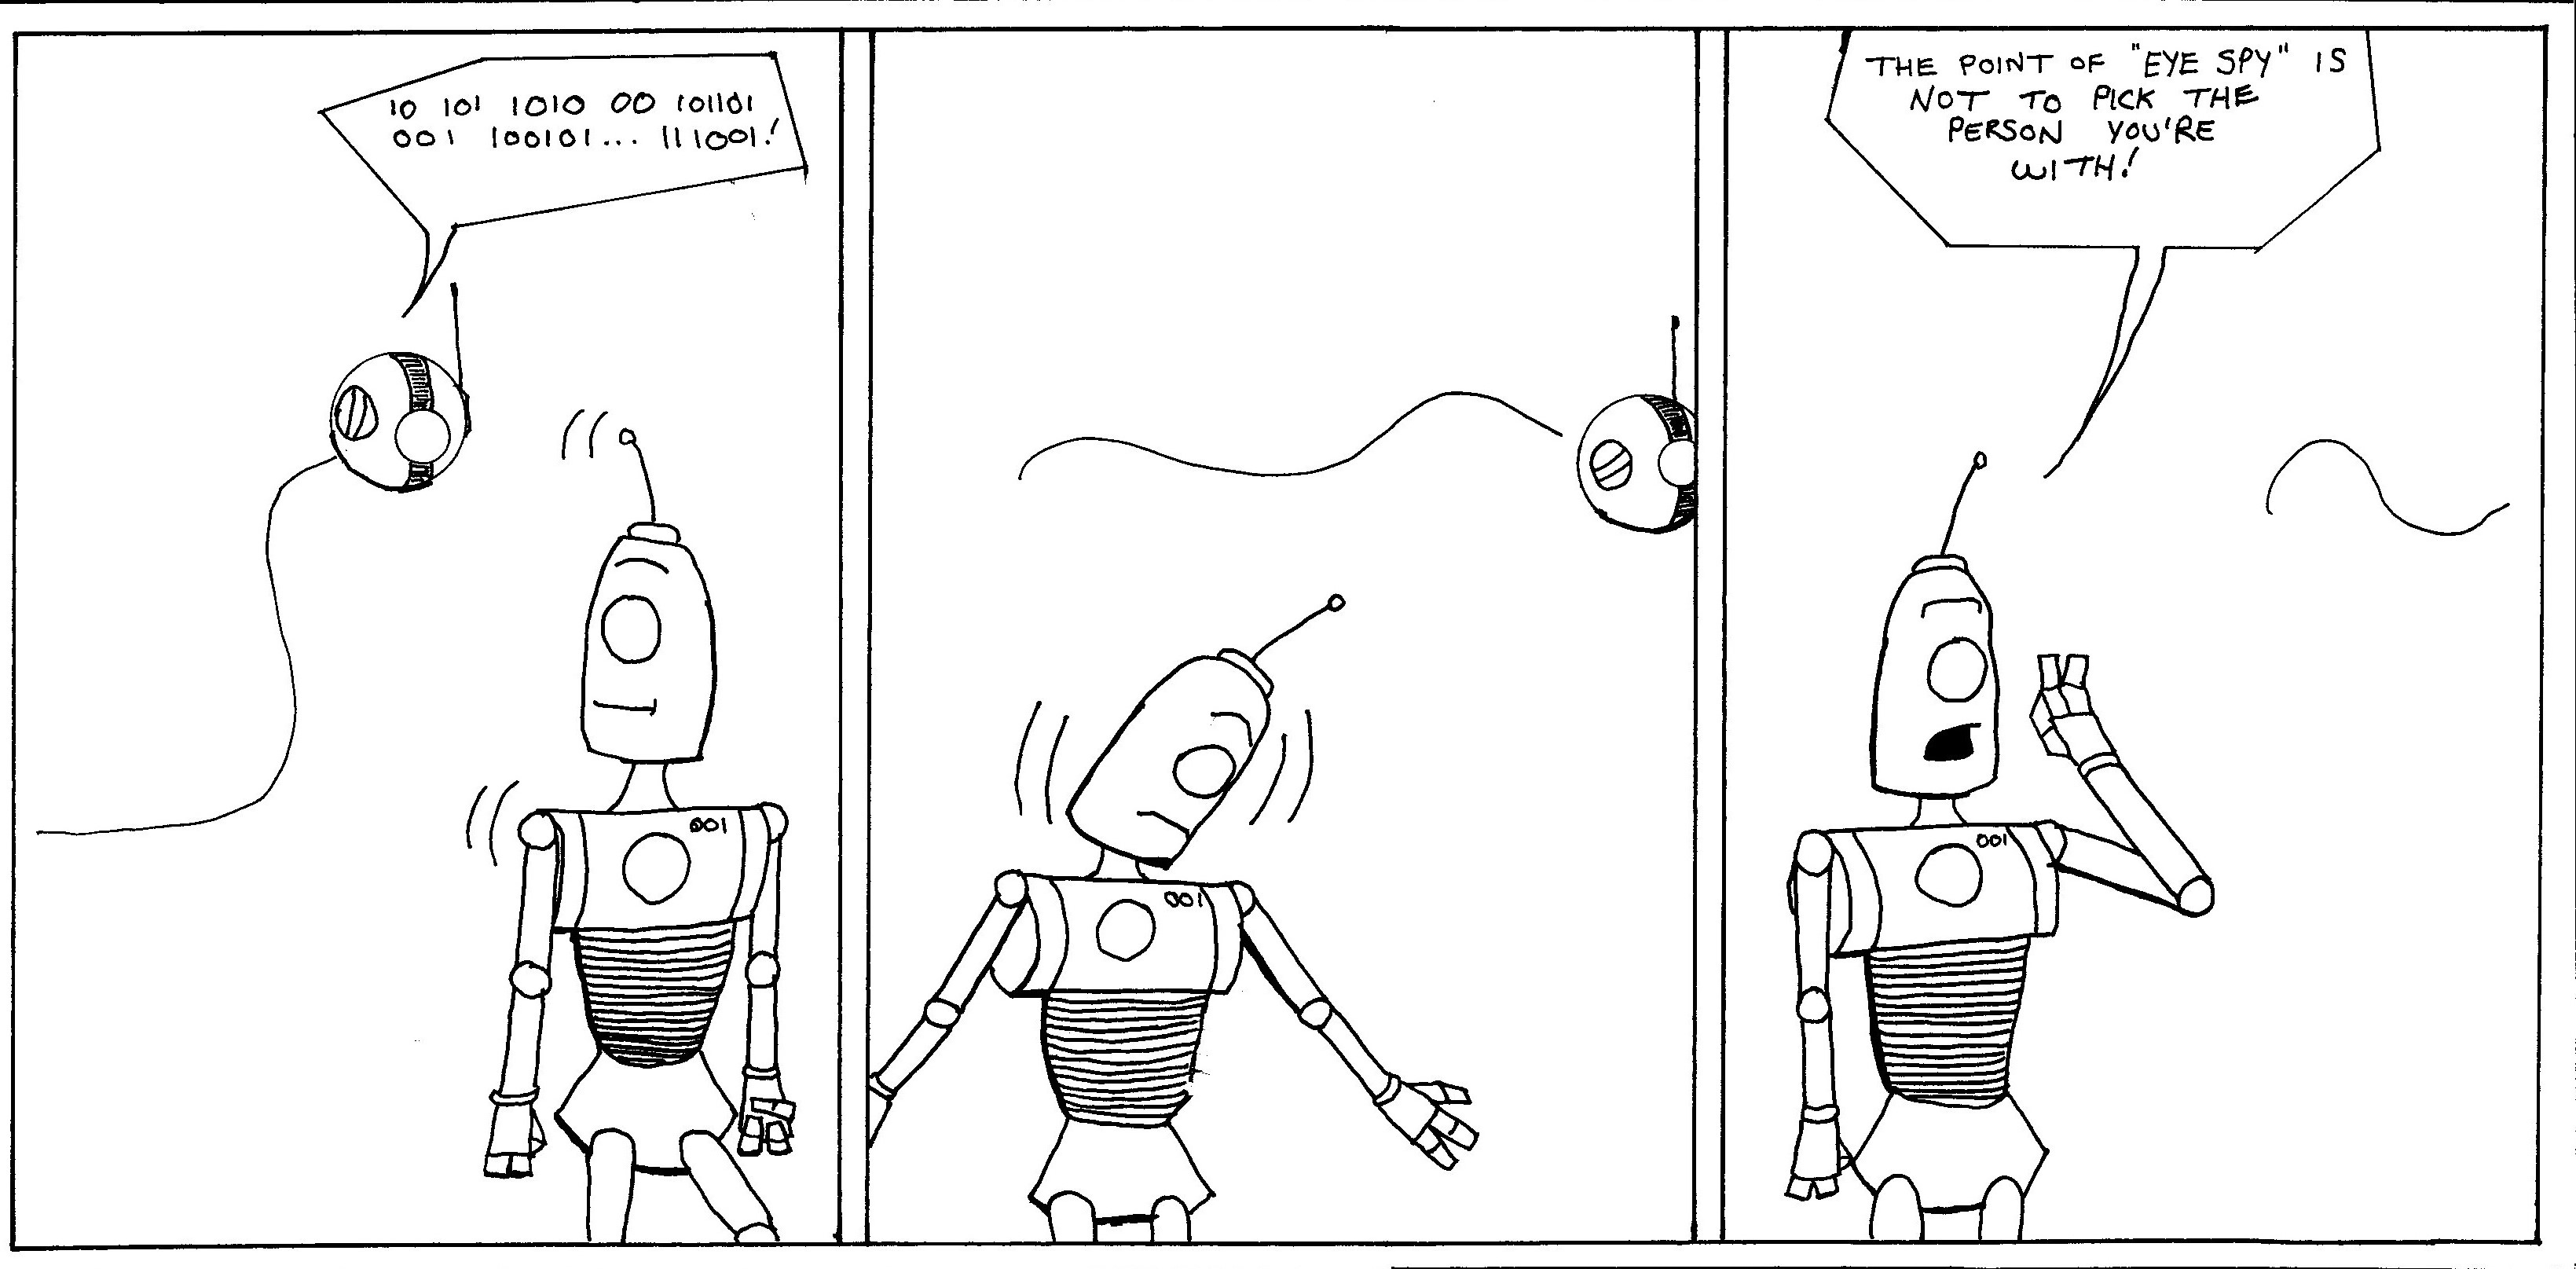 10 101 1010 00 101101
001 100101... 111001!
001
001
THE POINT OF "EYE SPY" IS
NOT TO PICK THE
PERSON YOU'RE
WITH!
001